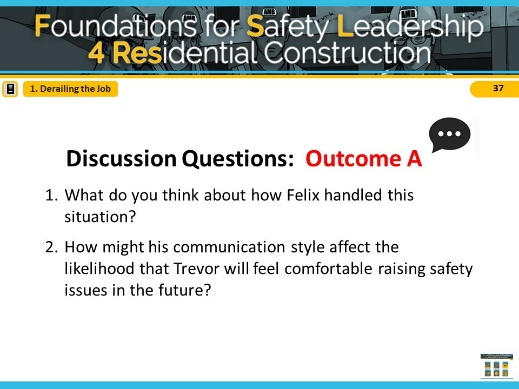 Foundations for Safety Leadership
4 Residential Construction
1. Derailing the Job
37
Discussion Questions: Outcome A
1. What do you think about how Felix handled this
situation?
2. How might his communication style affect the
likelihood that Trevor will feel comfortable raising safety
issues in the future?